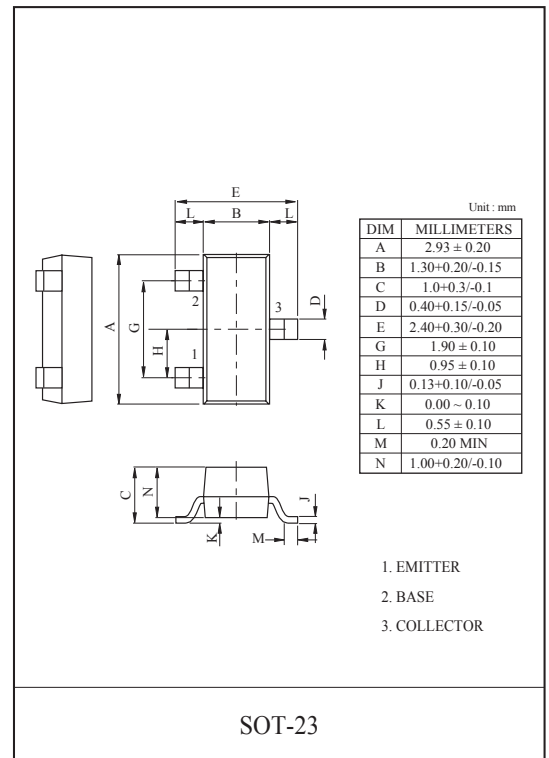 E
L B L
2
3
1
A
G
H
D
Unit : mm
DIM MILLIMETERS
A 2.93 ± 0.20
B 1.30+0.20/-0.15
C 1.0+0.3/-0.1
D 0.40+0.15/-0.05
E 2.40+0.30/-0.20
G 1.90 ± 0.10
H 0.95 ± 0.10
J 0.13+0.10/-0.05
K 0.00 ~ 0.10
L 0.55 ± 0.10
M 0.20 MIN
N 1.00+0.20/-0.10
C
N
K
M
J
1. EMITTER
2. BASE
3. COLLECTOR
SOT-23